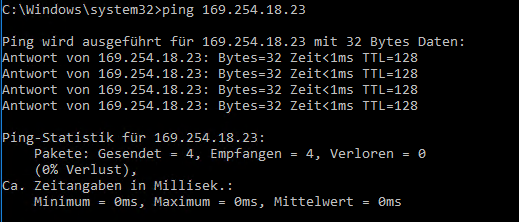 C:\Windows\system32>ping 169.254.18.23
Ping wird ausgeführt für 169.254.18.23 mit 32 Bytes Daten:
Antwort von 169.254.18.23: Bytes=32 Zeit<1ms TTL=128
Antwort von 169.254.18.23: Bytes=32 Zeit<1ms TTL=128
Antwort von 169.254.18.23: Bytes=32 Zeit<1ms TTL=128
Antwort von 169.254.18.23: Bytes=32 Zeit<1ms TTL=128
Ping-Statistik für 169.254.18.23:
    Pakete: Gesendet = 4, Empfangen = 4, Verloren = 0
    (0% Verlust),
Ca. Zeitangaben in Millisek.:
    Minimum = 0ms, Maximum = 0ms, Mittelwert = 0ms